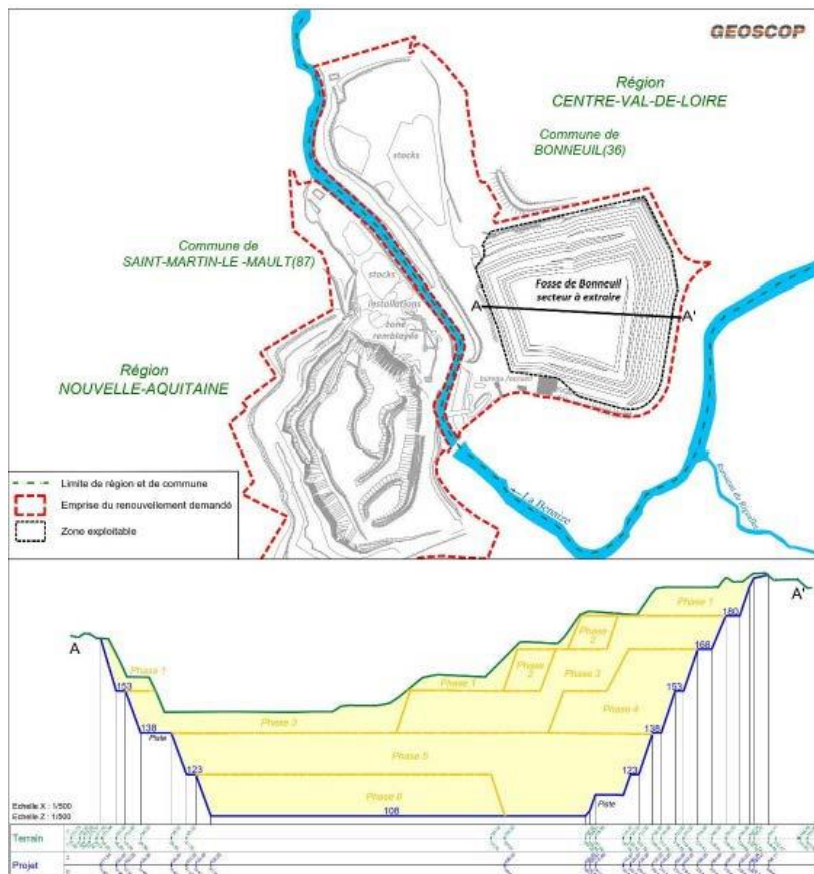 GEOSCOP
Région
CENTRE-VAL-DE-LOIRE
Commune de
BONNEUIL(36)
stocks
Commune de
SAINT-MARTIN-LE -MAULT(87)
stocks
installations
Fosse de Bonneuil
secteur à extraire
A
A'
zone
remblayée
Région
NOUVELLE-AQUITAINE
bureau
La Benaize
Limite de région et de commune
Emprise du renouvellement demandé
Zone exploitable
A
A'
Phase 1
180
Phase 2
Phase 1
168
Phase 1
Phase 2
Phase 3
153
153
Phase 4
138
Piste
Phase 3
138
Phase 5
123
123
Phase 6
Piste
108
Echelle X : 1/500
Echelle Z : 1/500
Terrain
Projet